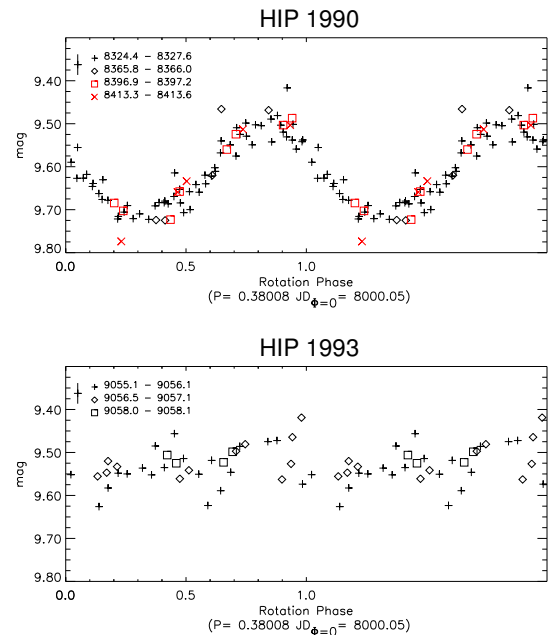 HIP 1990
8324.4 - 8327.6
8365.8 - 8366.0
8396.9 - 8397.2
8413.3 - 8413.6
9.40
9.50
9.60
9.70
9.80
mag
0.0 0.5 1.0
Rotation Phase
(P= 0.38008 JDΦ=0= 8000.05)
HIP 1993
9055.1 - 9056.1
9056.5 - 9057.1
9058.0 - 9058.1
9.40
9.50
9.60
9.70
9.80
mag
0.0 0.0 1.0
Rotation Phase
(P= 0.38008 JDΦ=0= 8000.05)